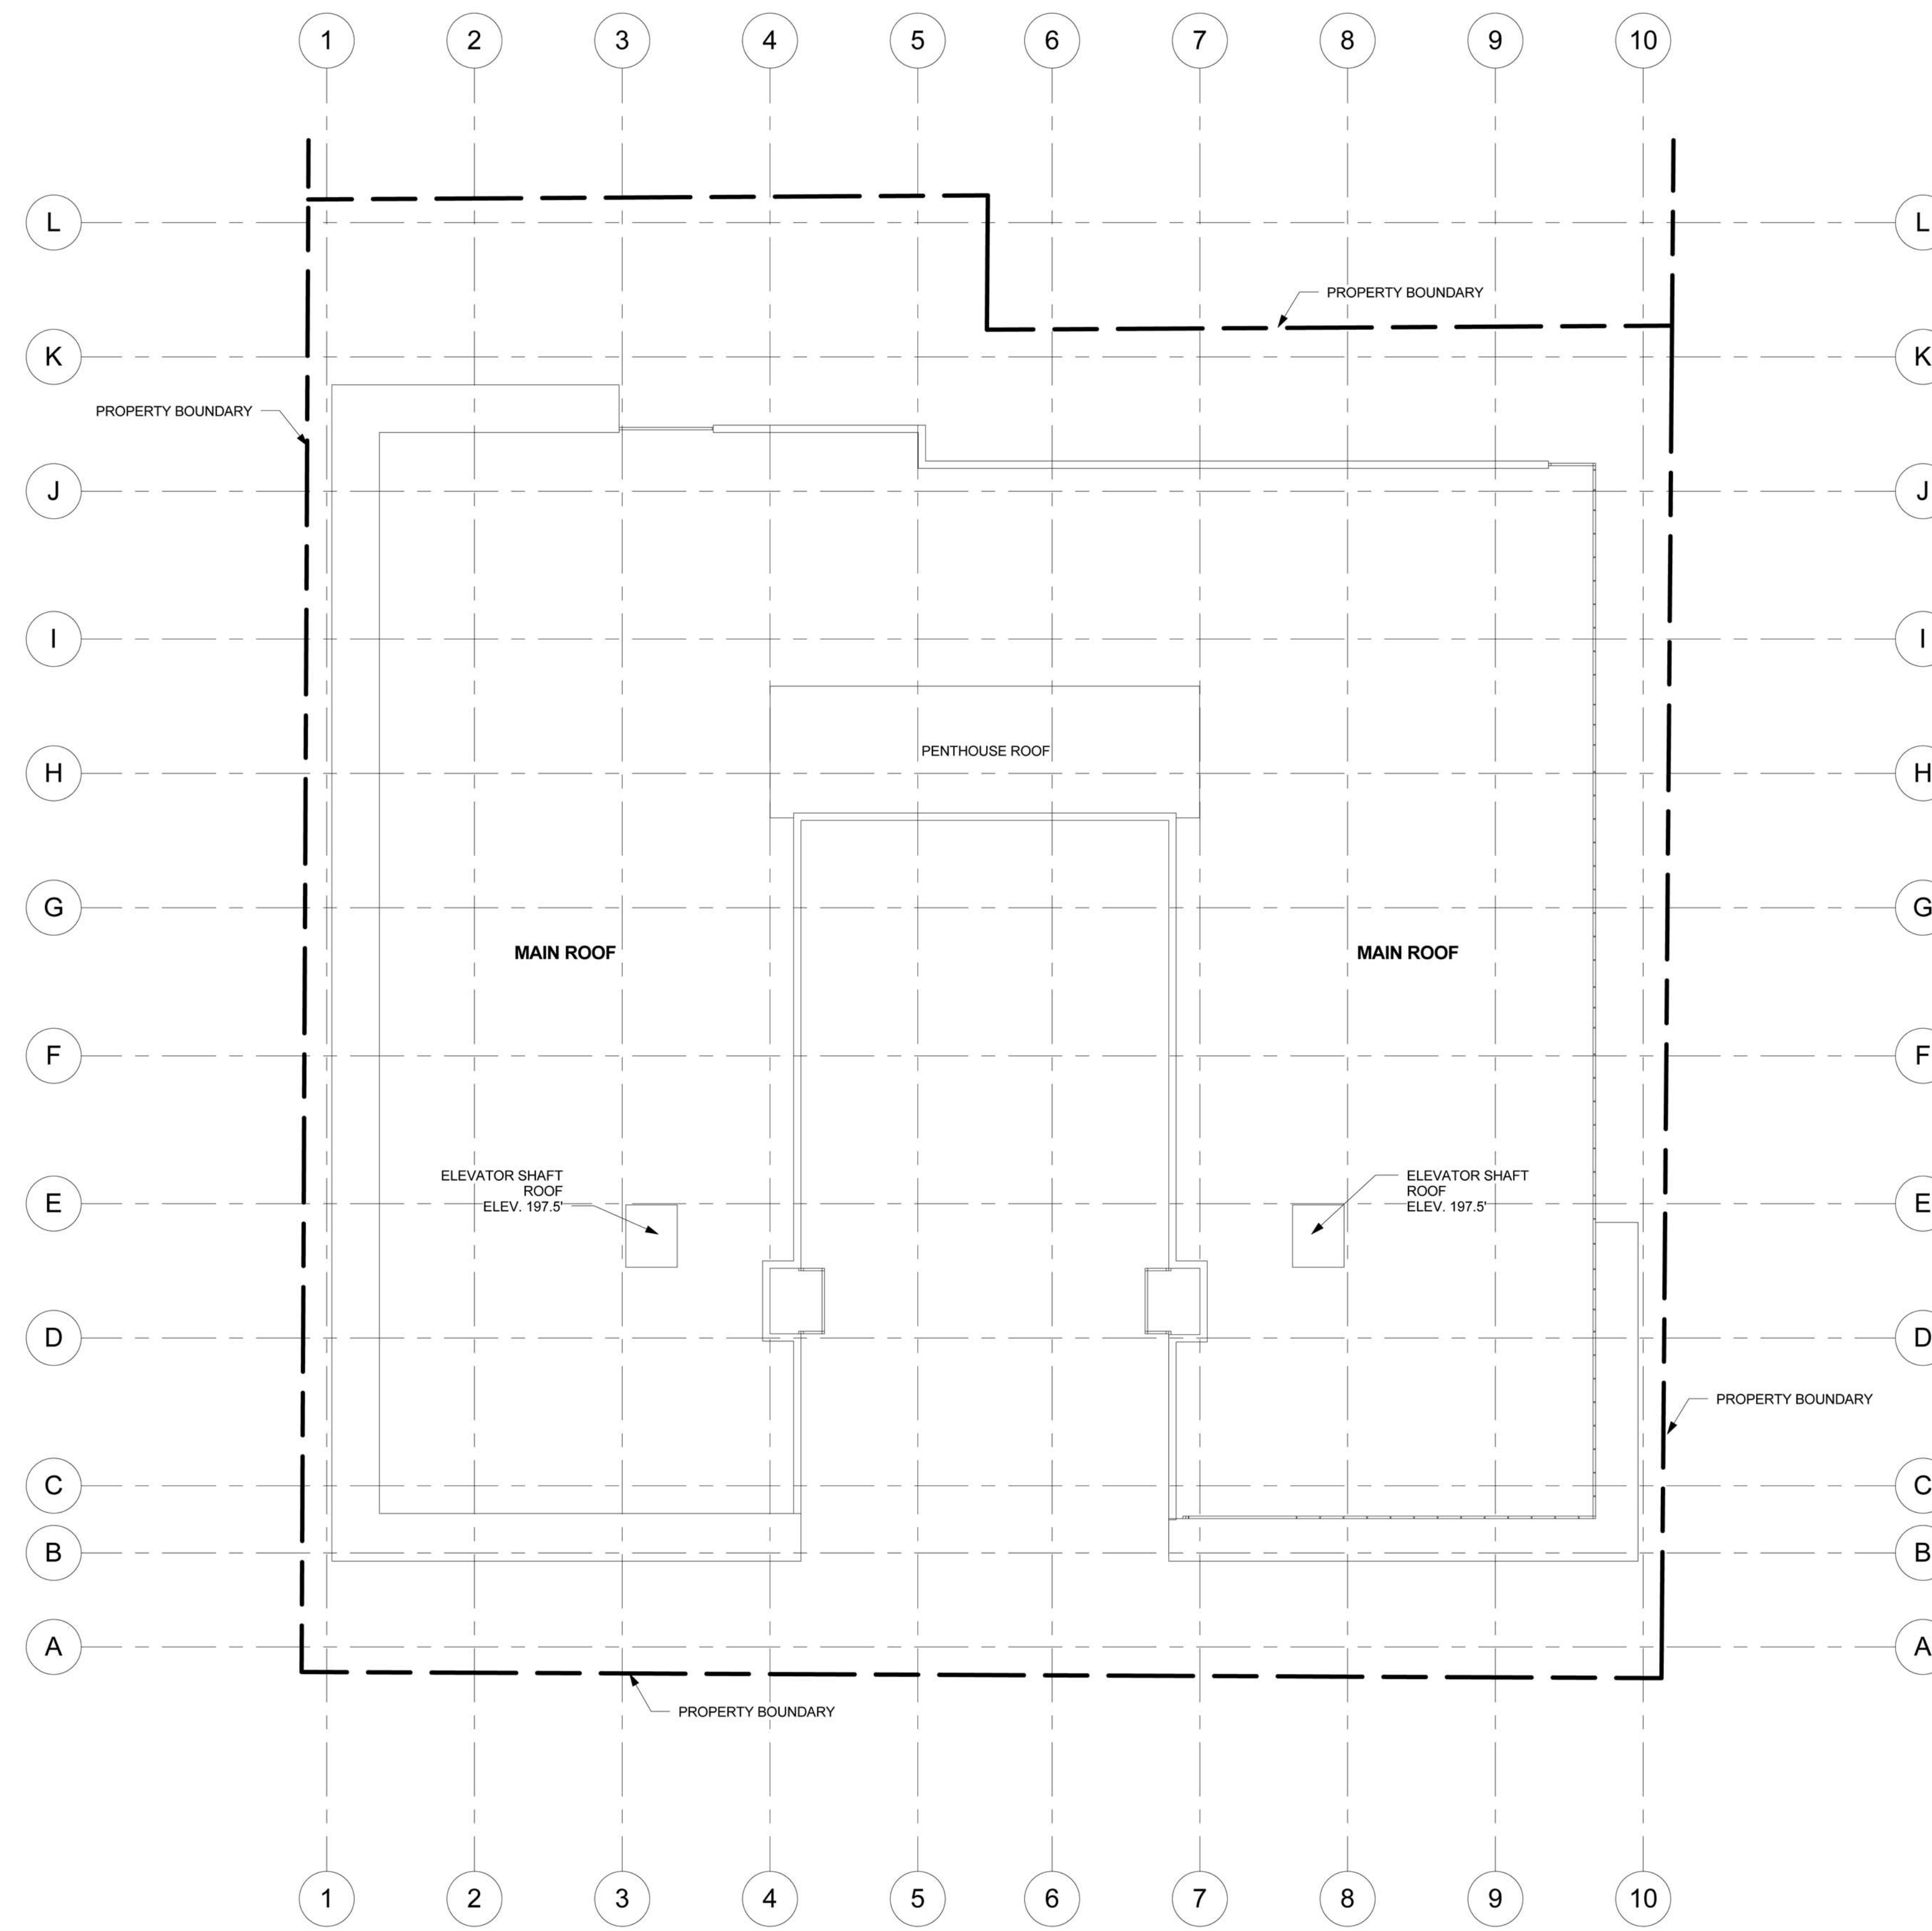 1
2
3
4
5
6
7
8
9
10
L
L
PROPERTY BOUNDARY
K
K
PROPERTY BOUNDARY
J
J
I
I
PENTHOUSE ROOF
H
H
G
G
MAIN ROOF
MAIN ROOF
F
F
ELEVATOR SHAFT
ROOF
ELEV. 197.5'
ELEVATOR SHAFT
ROOF
ELEV. 197.5'
E
E
D
D
PROPERTY BOUNDARY
C
C
B
B
A
A
PROPERTY BOUNDARY
1
2
3
4
5
6
7
8
9
10